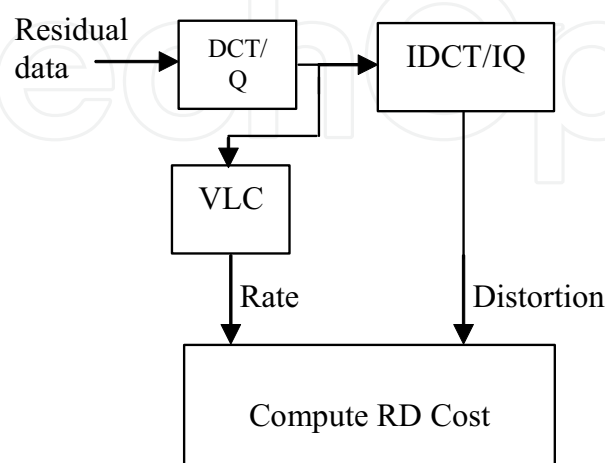 Residual
data
DCT/
Q
IDCT/IQ
VLC
Rate
Distortion
Compute RD Cost